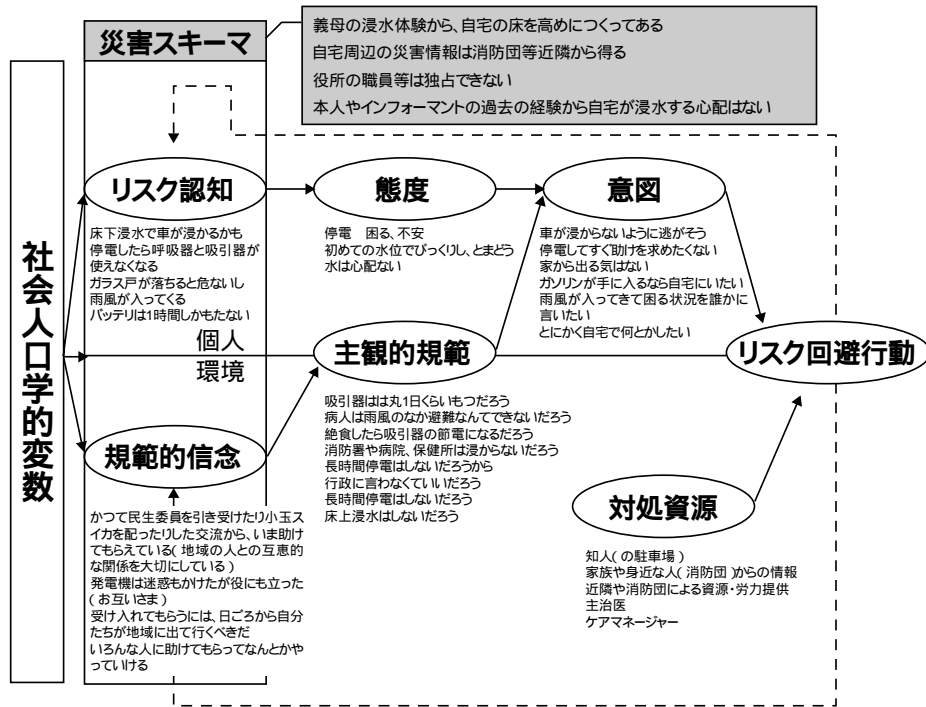 災害スキーマ
義母の浸水体験から、自宅の床を高めにつくってある
自宅周辺の災害情報は消防団等近隣から得る
役所の職員等は独占できない
本人やインフォーマントの過去の経験から自宅が浸水する心配はない
社会人口学的変数
リスク認知
床下浸水で車が浸かるかも
停電したら呼吸器と吸引器が
使えなくなる
ガラス戸が落ちると危ないし
雨風が入ってくる
バッテリは1時間しかもたない
態度
停電 困る、不安
初めての水位でびっくりし、とまどう
水は心配ない
意図
車が浸からないように逃がそう
停電してすぐ助けを求めたくない
家から出る気はない
ガソリンが手に入るなら自宅にいたい
雨風が入ってきて困る状況を誰かに
言いたい
とにかく自宅で何とかしたい
個人
環境
主観的規範
吸引器はは丸1日くらいもつだろう
病人は雨風のなか避難なんてできないだろう
絶食したら吸引器の節電になるだろう
消防署や病院、保健所は浸からないだろう
長時間停電はしないだろうから
行政に言わなくていいだろう
長時間停電はしないだろう
床上浸水はしないだろう
リスク回避行動
規範的信念
かつて民生委員を引き受けたり小玉ス
イカを配ったりした交流から、いま助け
てもらえている(地域の人との互恵的
な関係を大切にしている)
発電機は迷惑もかけたが役にも立った
(お互いさま)
受け入れてもらうには、日ごろから自分
たちが地域に出て行くべきだ
いろんな人に助けてもらってなんとかや
っていける
対処資源
知人(の駐車場)
家族や身近な人(消防団)からの情報
近隣や消防団による資源・労力提供
主治医
ケアマネージャー